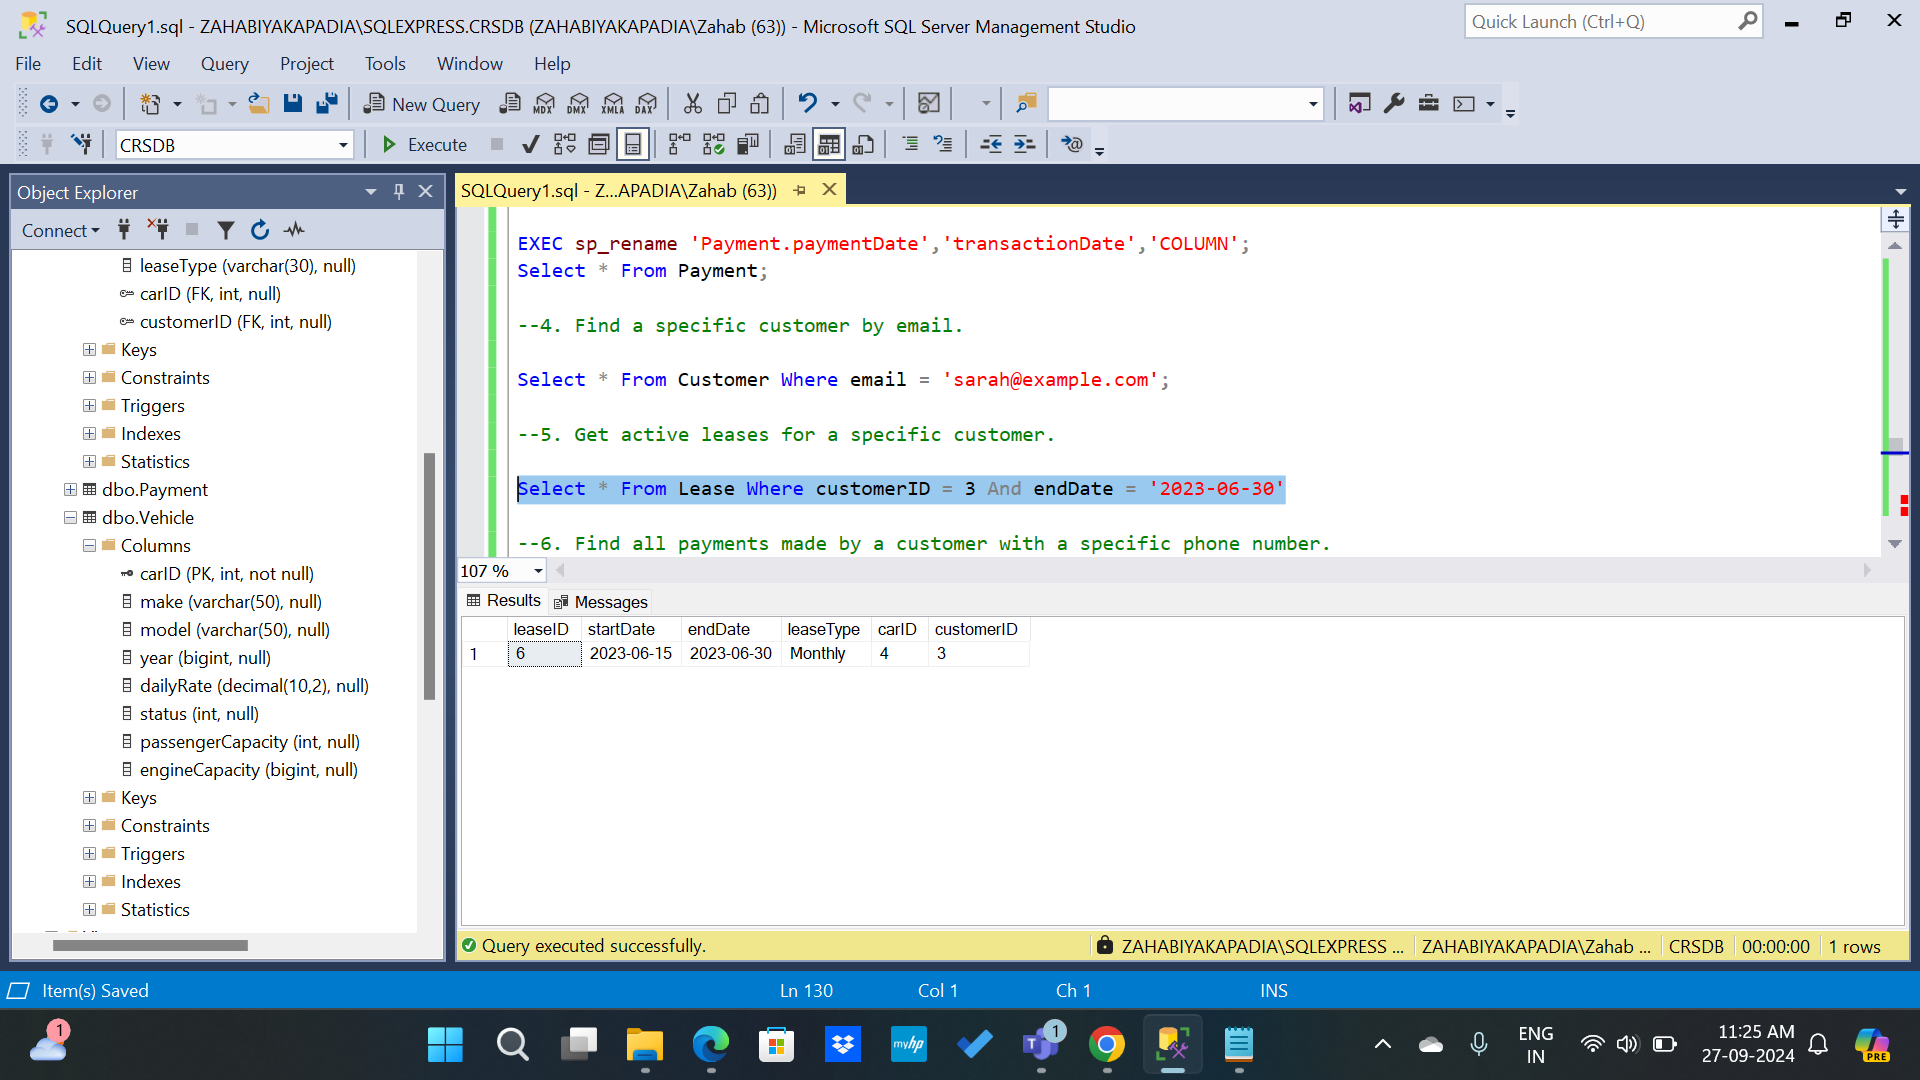 SQLQuery1.sql - ZAHABIYAKAPADIA\SQLEXPRESS.CRSDB (ZAHABIYAKAPADIA\Zahab (63)) - Microsoft SQL Server Management Studio
Quick Launch (Ctrl+Q)
File Edit View Query Project Tools Window Help
New Query MDX DMX XMLA DAX
CRSDB Execute
Object Explorer
Connect
leaseType (varchar(30), null)
carID (FK, int, null)
customerID (FK, int, null)
Keys
Constraints
Triggers
Indexes
Statistics
dbo.Payment
dbo.Vehicle
Columns
carID (PK, int, not null)
make (varchar(50), null)
model (varchar(50), null)
year (bigint, null)
dailyRate (decimal(10,2), null)
status (int, null)
passengerCapacity (int, null)
engineCapacity (bigint, null)
Keys
Constraints
Triggers
Indexes
Statistics
SQLQuery1.sql - Z...APADIA\Zahab (63))
EXEC sp_rename 'Payment.paymentDate','transactionDate','COLUMN';
Select * From Payment;
--4. Find a specific customer by email.
Select * From Customer Where email = 'sarah@example.com';
--5. Get active leases for a specific customer.
Select * From Lease Where customerID = 3 And endDate = '2023-06-30'
--6. Find all payments made by a customer with a specific phone number.
107 %
Results Messages
leaseID startDate endDate leaseType carID customerID
1 6 2023-06-15 2023-06-30 Monthly 4 3
Query executed successfully. ZAHABIYAKAPADIA\SQLEXPRESS ... ZAHABIYAKAPADIA\Zahab ... CRSDB 00:00:00 1 rows
Item(s) Saved Ln 130 Col 1 Ch 1 INS
1
myhp
1
ENG
IN
11:25 AM
27-09-2024
PRE